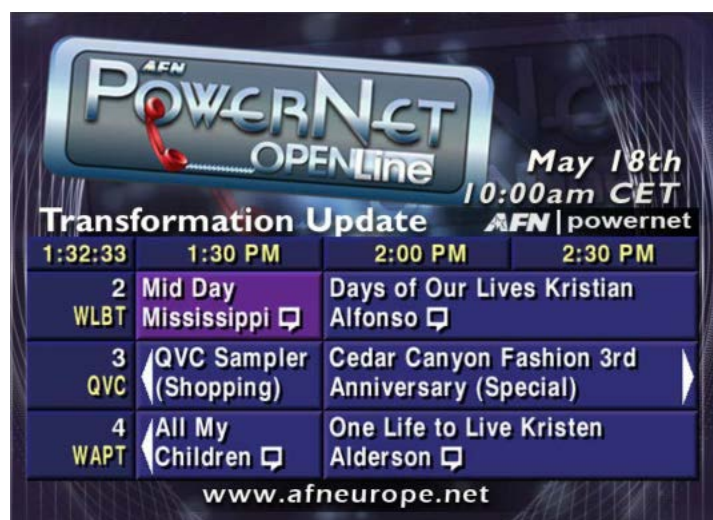 AFN
PowerNet
OPENLine
May 18th
10:00am CET
Transformation Update AFN | powernet
1:32:33 1:30 PM 2:00 PM 2:30 PM
2 Mid Day Days of Our Lives Kristian
WLBT Mississippi Alfonso
3 QVC Sampler Cedar Canyon Fashion 3rd
QVC (Shopping) Anniversary (Special)
4 All My One Life to Live Kristen
WAPT Children Alderson
www.afneurope.net